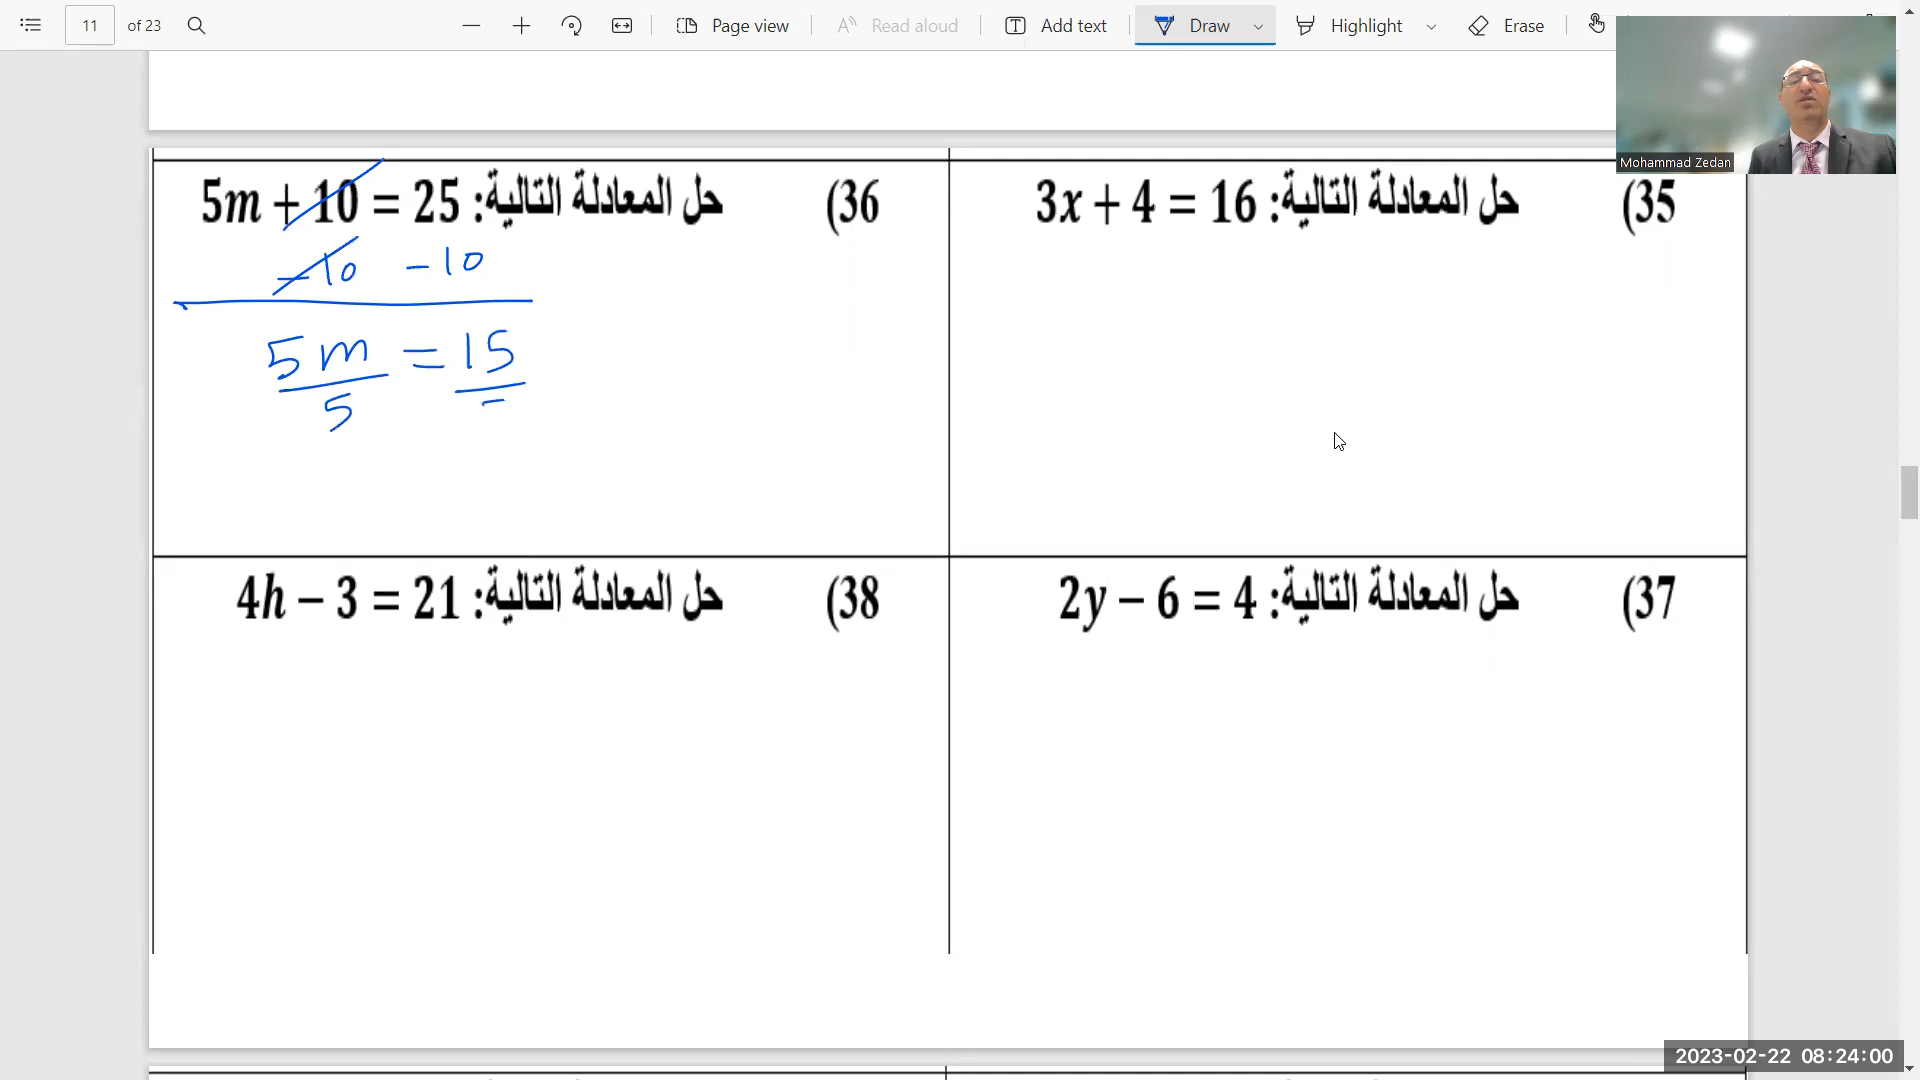 11 of 23 Page view Read aloud Add text Draw Highlight Erase
Mohammad Zedan
35) حل المعادلة التالية: 3x + 4 = 16
36) حل المعادلة التالية: 5m + 10 = 25
-10 -10
5m = 15
5
37) حل المعادلة التالية: 2y − 6 = 4
38) حل المعادلة التالية: 4h − 3 = 21
2023-02-22 08:24:00